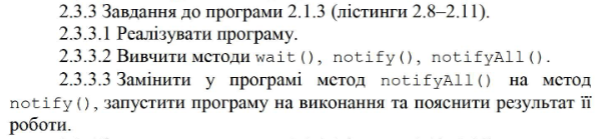 2.3.3 Завдання до програми 2.1.3 (лістинги 2.8–2.11).
2.3.3.1 Реалізувати програму.
2.3.3.2 Вивчити методи wait(), notify(), notifyAll().
2.3.3.3 Замінити у програмі метод notifyAll() на метод
notify(), запустити програму на виконання та пояснити результат її
роботи.